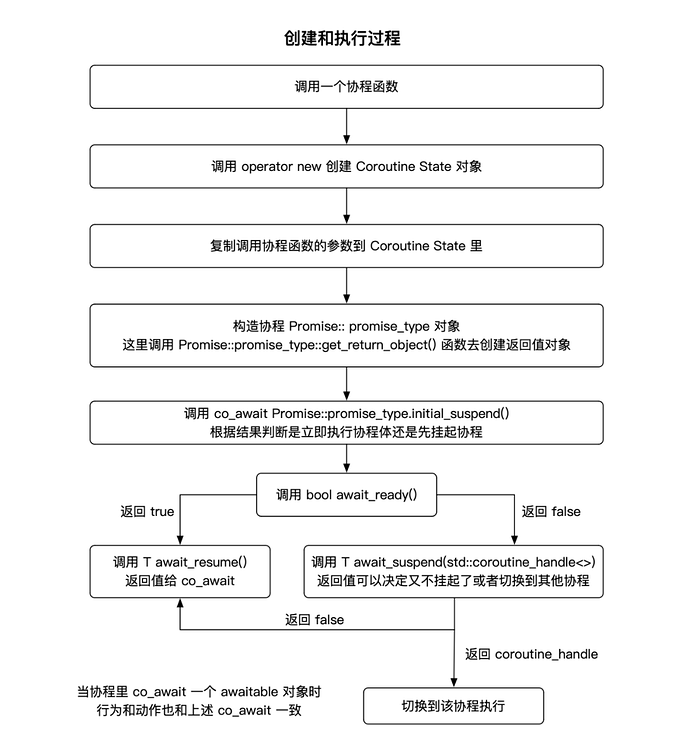 创建和执行过程
调用一个协程函数
调用 operator new 创建 Coroutine State 对象
复制调用协程函数的参数到 Coroutine State 里
构造协程 Promise:: promise_type 对象
这里调用 Promise::promise_type::get_return_object() 函数去创建返回值对象
调用 co_await Promise::promise_type.initial_suspend()
根据结果判断是立即执行协程体还是先挂起协程
调用 bool await_ready()
返回 true
返回 false
调用 T await_resume()
返回值给 co_await
调用 T await_suspend(std::coroutine_handle<>)
返回值可以决定又不挂起了或者切换到其他协程
返回 false
返回 coroutine_handle
当协程里 co_await 一个 awaitable 对象时
行为和动作也和上述 co_await 一致
切换到该协程执行